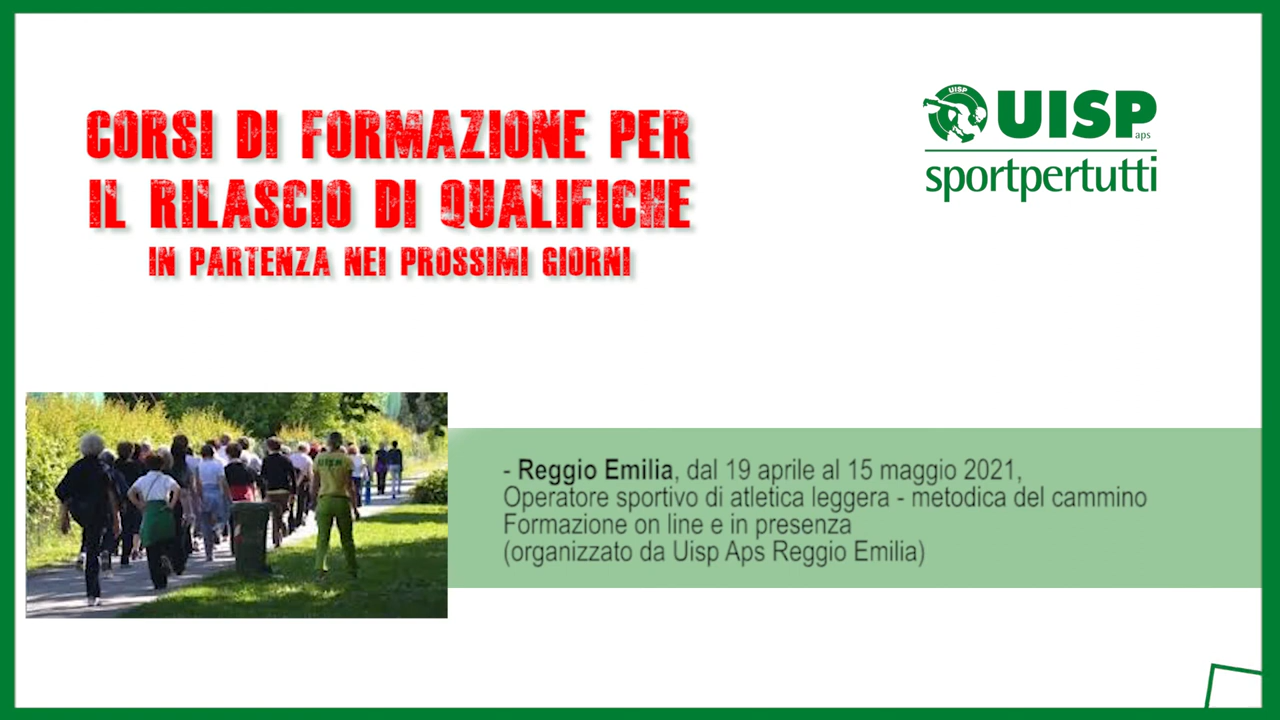 CORSI DI FORMAZIONE PER
IL RILASCIO DI QUALIFICHE
IN PARTENZA NEI PROSSIMI GIORNI
UISP
UISP
aps
sportpertutti
UISP
- Reggio Emilia, dal 19 aprile al 15 maggio 2021,
Operatore sportivo di atletica leggera - metodica del cammino
Formazione on line e in presenza
(organizzato da Uisp Aps Reggio Emilia)